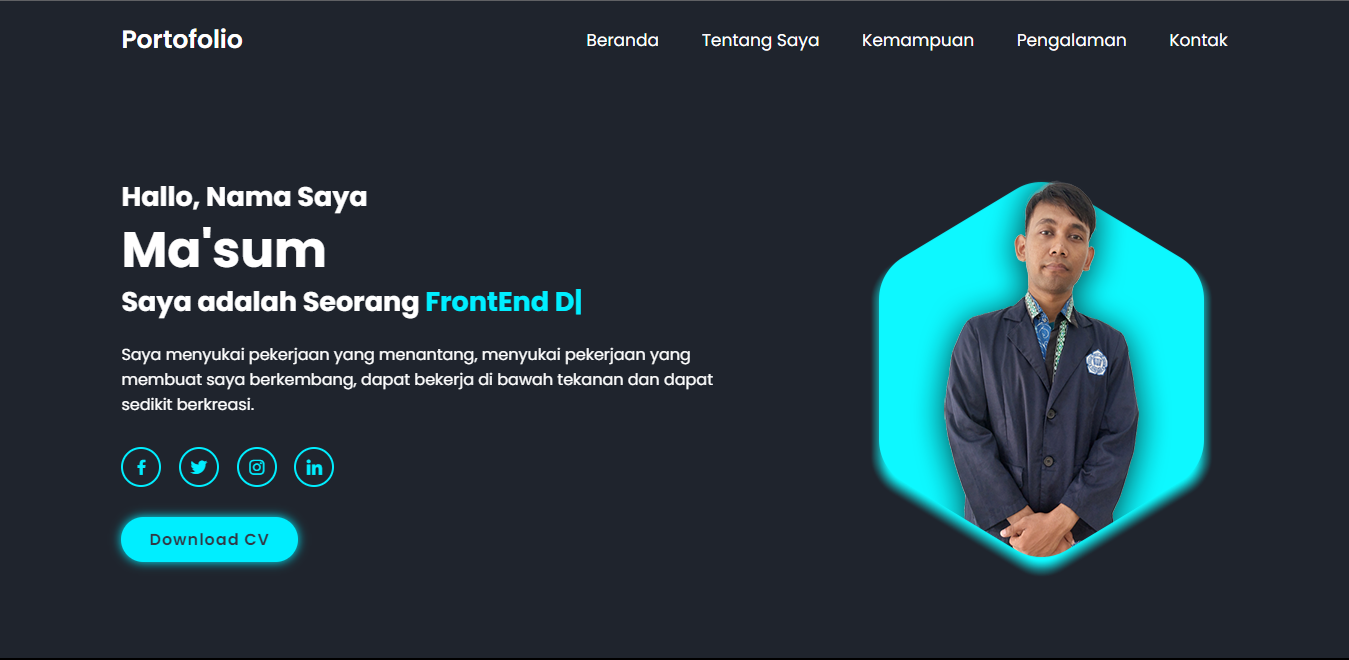 Portofolio
Beranda Tentang Saya Kemampuan Pengalaman Kontak
Hallo, Nama Saya
Ma'sum
Saya adalah Seorang FrontEnd D|
Saya menyukai pekerjaan yang menantang, menyukai pekerjaan yang
membuat saya berkembang, dapat bekerja di bawah tekanan dan dapat
sedikit berkreasi.
Download CV